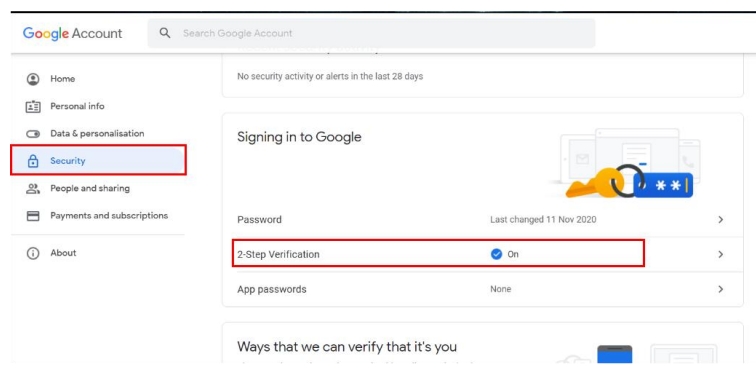 Google Account
Search Google Account
No security activity or alerts in the last 28 days
Home
Personal info
Data & personalisation
Security
People and sharing
Payments and subscriptions
About
Signing in to Google
**
Password Last changed 11 Nov 2020
2-Step Verification On
App passwords None
Ways that we can verify that it's you